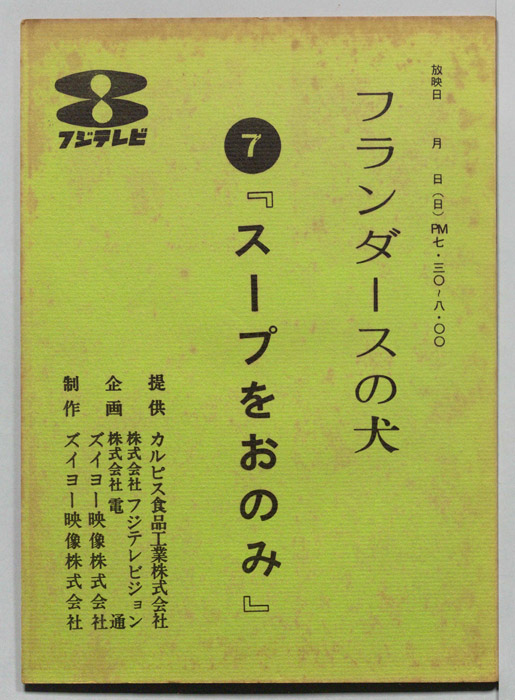 放映日　月　日（日）PM七・三〇〜八・〇〇
フランダースの犬
7
『スープをおのみ』
提供　カルピス食品工業株式会社
株式会社フジテレビジョン
企画　株式会社電通
ズイヨー映像株式会社
制作　ズイヨー映像株式会社
8
フジテレビ